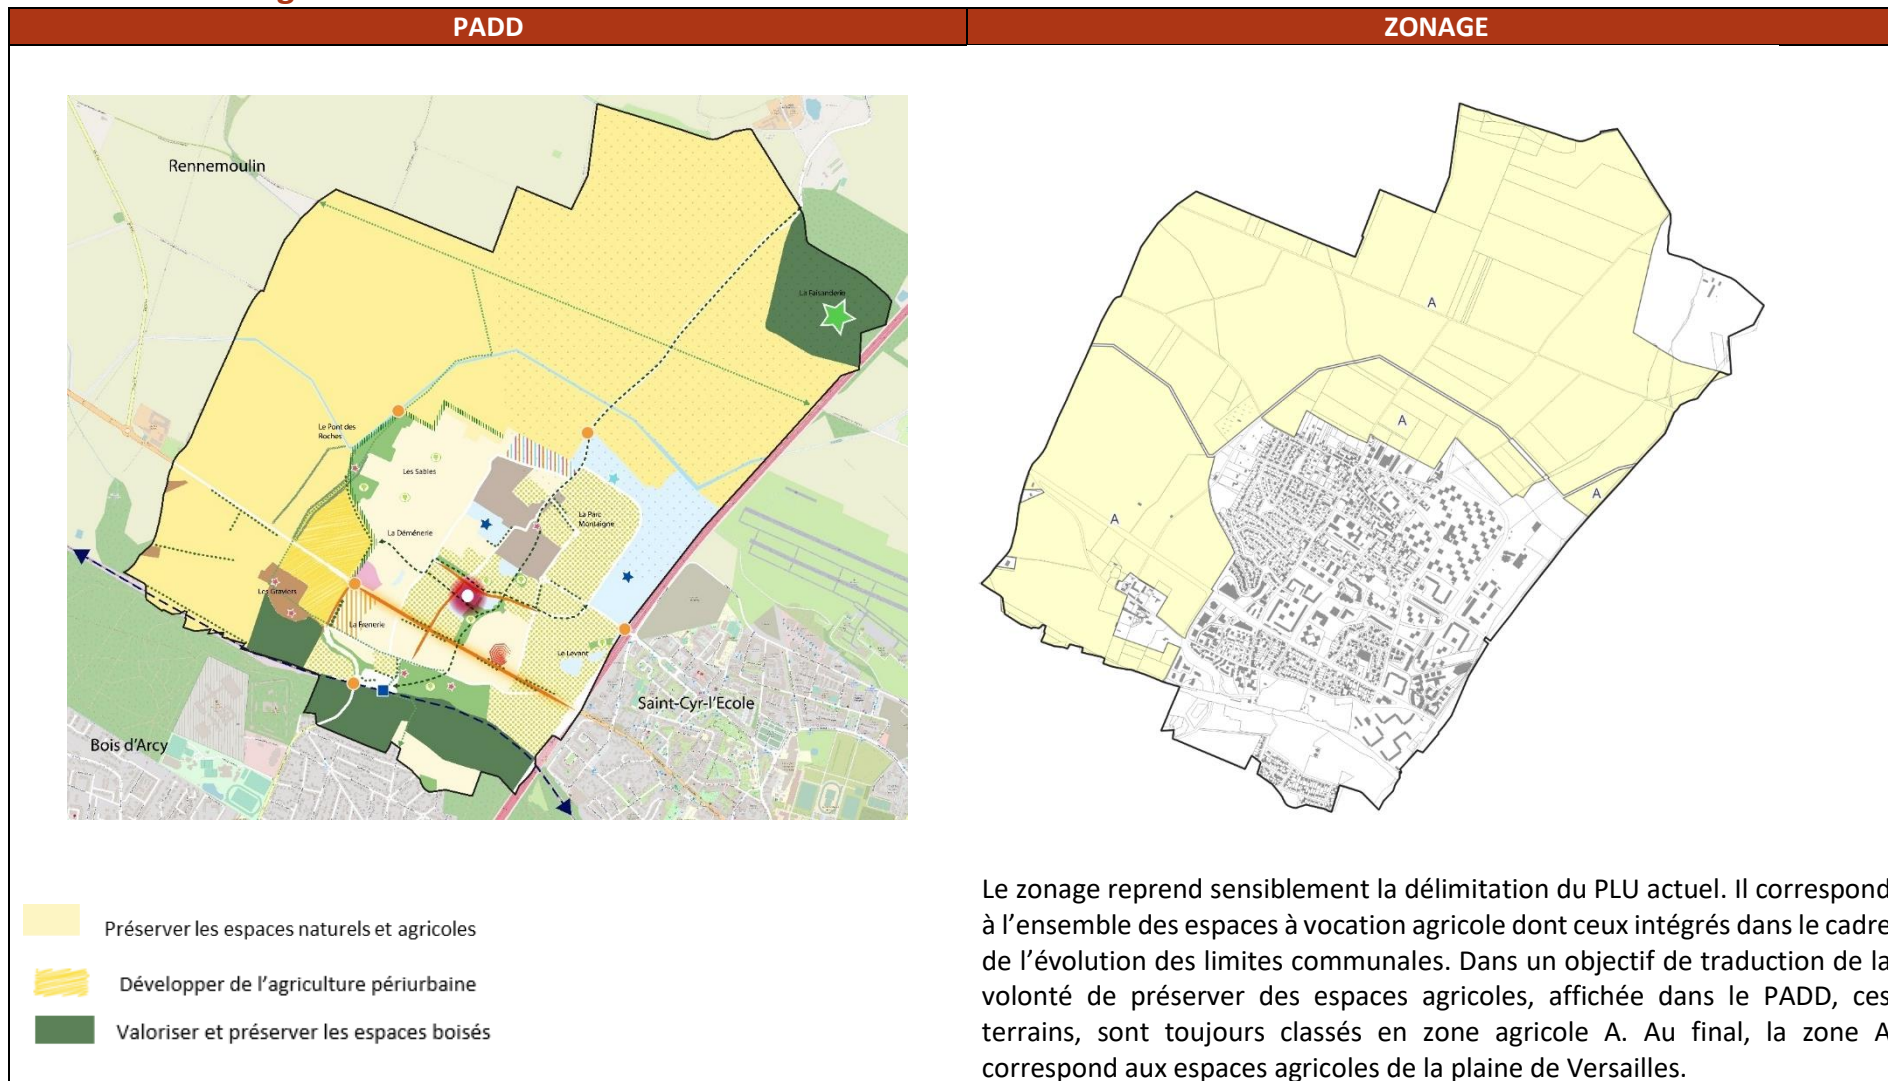 PADD
ZONAGE
Rennemoulin
La Faisanderie
Le Pont des
Roches
Les Sables
La Parc
Montaigne
La Déménerie
Les Graviers
La Frenerie
Le Levant
Saint-Cyr-l'Ecole
Bois d'Arcy
A
A
A
A
Préserver les espaces naturels et agricoles
Développer de l'agriculture périurbaine
Valoriser et préserver les espaces boisés
Le zonage reprend sensiblement la délimitation du PLU actuel. Il correspond
à l'ensemble des espaces à vocation agricole dont ceux intégrés dans le cadre
de l'évolution des limites communales. Dans un objectif de traduction de la
volonté de préserver des espaces agricoles, affichée dans le PADD, ces
terrains, sont toujours classés en zone agricole A. Au final, la zone A
correspond aux espaces agricoles de la plaine de Versailles.